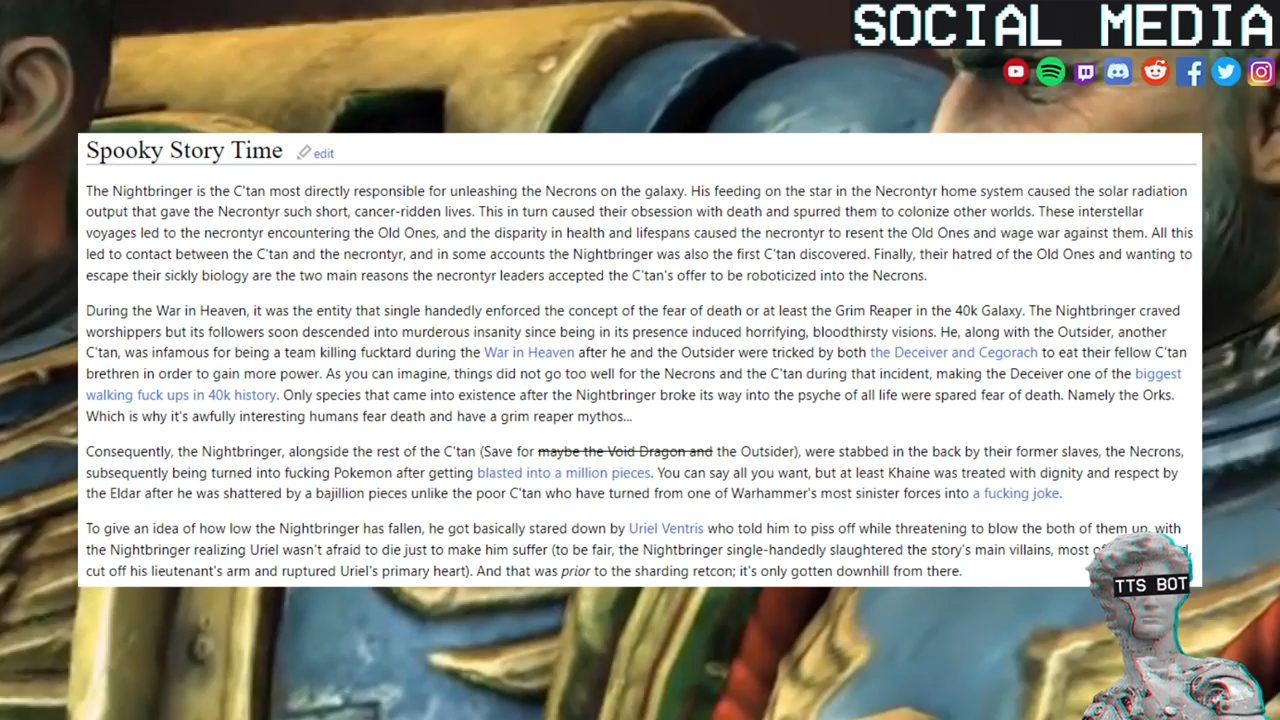 SOCIAL MEDIA
Spooky Story Time edit
The Nightbringer is the C'tan most directly responsible for unleashing the Necrons on the galaxy. His feeding on the star in the Necrontyr home system caused the solar radiation
output that gave the Necrontyr such short, cancer-ridden lives. This in turn caused their obsession with death and spurred them to colonize other worlds. These interstellar
voyages led to the necrontyr encountering the Old Ones, and the disparity in health and lifespans caused the necrontyr to resent the Old Ones and wage war against them. All this
led to contact between the C'tan and the necrontyr, and in some accounts the Nightbringer was also the first C'tan discovered. Finally, their hatred of the Old Ones and wanting to
escape their sickly biology are the two main reasons the necrontyr leaders accepted the C'tan's offer to be roboticized into the Necrons.
During the War in Heaven, it was the entity that single handedly enforced the concept of the fear of death or at least the Grim Reaper in the 40k Galaxy. The Nightbringer craved
worshippers but its followers soon descended into murderous insanity since being in its presence induced horrifying, bloodthirsty visions. He, along with the Outsider, another
C'tan, was infamous for being a team killing fucktard during the War in Heaven after he and the Outsider were tricked by both the Deceiver and Cegorach to eat their fellow C'tan
brethren in order to gain more power. As you can imagine, things did not go too well for the Necrons and the C'tan during that incident, making the Deceiver one of the biggest
walking fuck ups in 40k history. Only species that came into existence after the Nightbringer broke its way into the psyche of all life were spared fear of death. Namely the Orks.
Which is why it's awfully interesting humans fear death and have a grim reaper mythos...
Consequently, the Nightbringer, alongside the rest of the C'tan (Save for maybe the Void Dragon and the Outsider), were stabbed in the back by their former slaves, the Necrons,
subsequently being turned into fucking Pokemon after getting blasted into a million pieces. You can say all you want, but at least Khaine was treated with dignity and respect by
the Eldar after he was shattered by a bajillion pieces unlike the poor C'tan who have turned from one of Warhammer's most sinister forces into a fucking joke.
To give an idea of how low the Nightbringer has fallen, he got basically stared down by Uriel Ventris who told him to piss off while threatening to blow the both of them up, with
the Nightbringer realizing Uriel wasn't afraid to die just to make him suffer (to be fair, the Nightbringer single-handedly slaughtered the story's main villains, most
cut off his lieutenant's arm and ruptured Uriel's primary heart). And that was prior to the sharding retcon; it's only gotten downhill from there.
TTS BOT